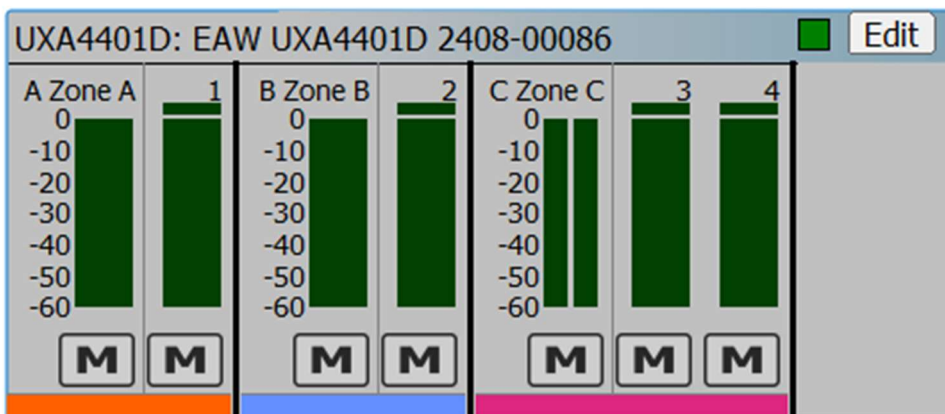 UXA4401D: EAW UXA4401D 2408-00086 Edit
A Zone A 1 B Zone B 2 C Zone C 3 4
0 0 0
-10 -10 -10
-20 -20 -20
-30 -30 -30
-40 -40 -40
-50 -50 -50
-60 -60 -60
M M M M M M M